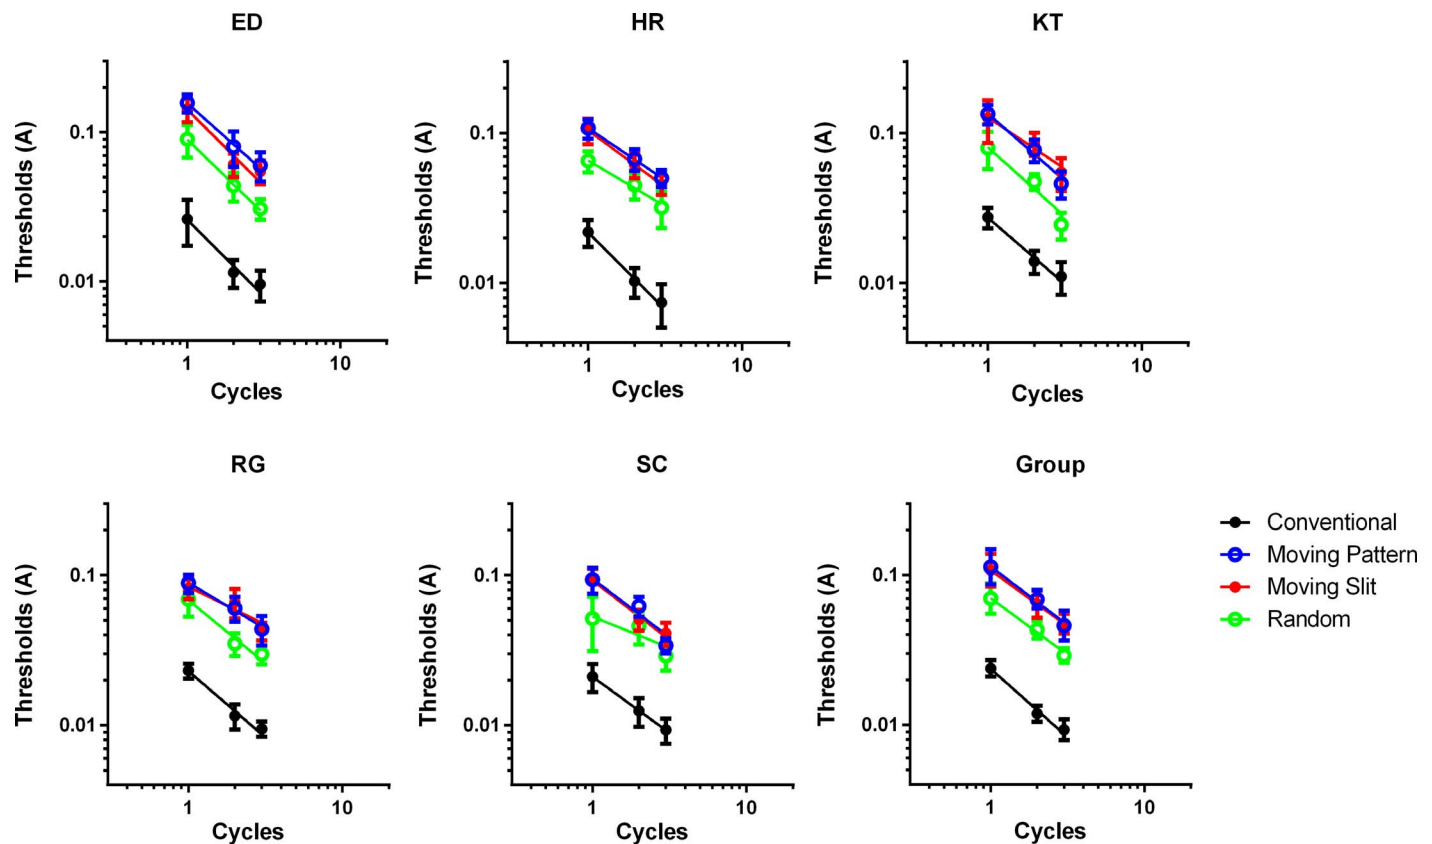 ED
HR
KT
Thresholds (A)
0.1
0.01
1
10
Cycles
Thresholds (A)
0.1
0.01
1
10
Cycles
Thresholds (A)
0.1
0.01
1
10
Cycles
RG
SC
Group
Thresholds (A)
0.1
0.01
1
10
Cycles
Thresholds (A)
0.1
0.01
1
10
Cycles
Thresholds (A)
0.1
0.01
1
10
Cycles
Conventional
Moving Pattern
Moving Slit
Random